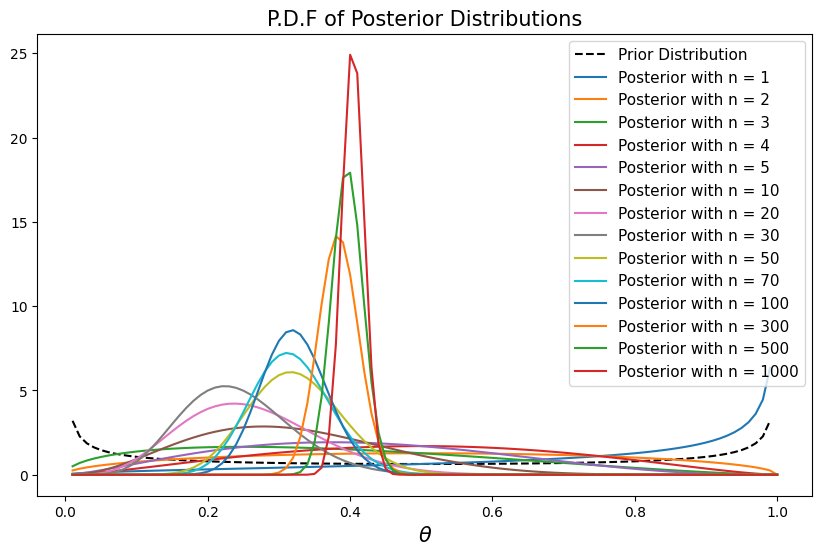 P.D.F of Posterior Distributions
25
20
15
10
5
0
0.0 0.2 0.4 0.6 0.8 1.0
θ
Prior Distribution
Posterior with n = 1
Posterior with n = 2
Posterior with n = 3
Posterior with n = 4
Posterior with n = 5
Posterior with n = 10
Posterior with n = 20
Posterior with n = 30
Posterior with n = 50
Posterior with n = 70
Posterior with n = 100
Posterior with n = 300
Posterior with n = 500
Posterior with n = 1000